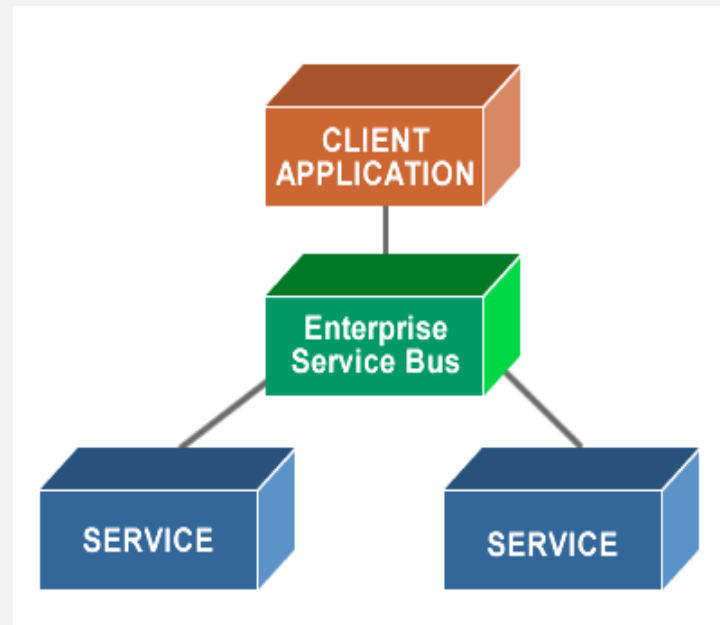 CLIENT
APPLICATION
Enterprise
Service Bus
SERVICE
SERVICE